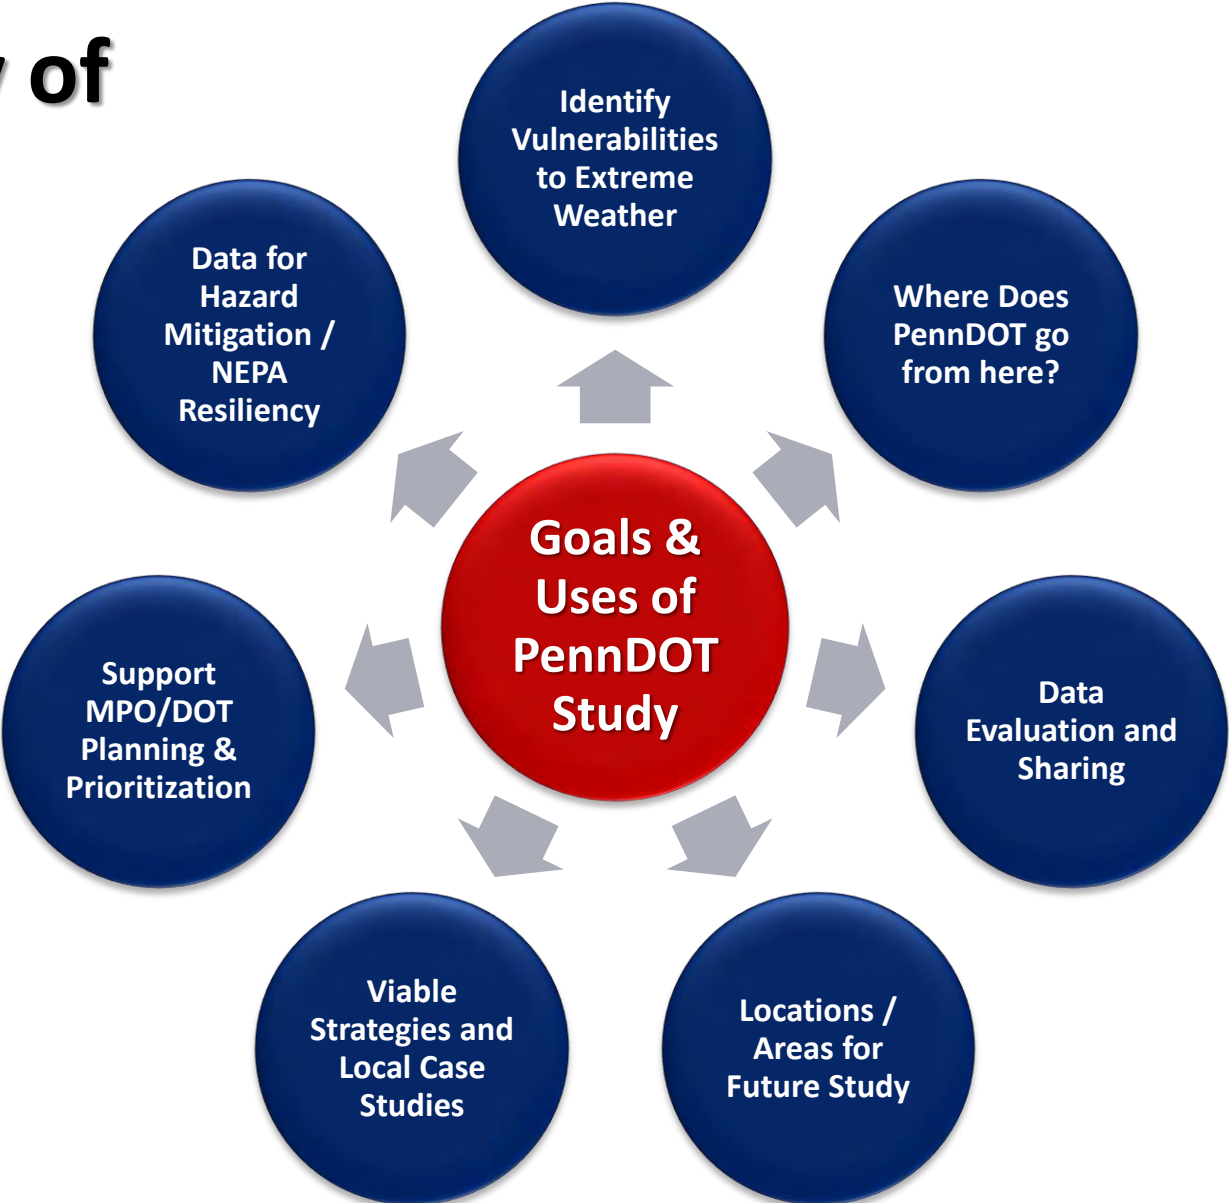 of
Identify
Vulnerabilities
to Extreme
Weather
Where Does
PennDOT go
from here?
Data
Evaluation and
Sharing
Locations /
Areas for
Future Study
Viable
Strategies and
Local Case
Studies
Support
MPO/DOT
Planning &
Prioritization
Data for
Hazard
Mitigation /
NEPA
Resiliency
Goals &
Uses of
PennDOT
Study